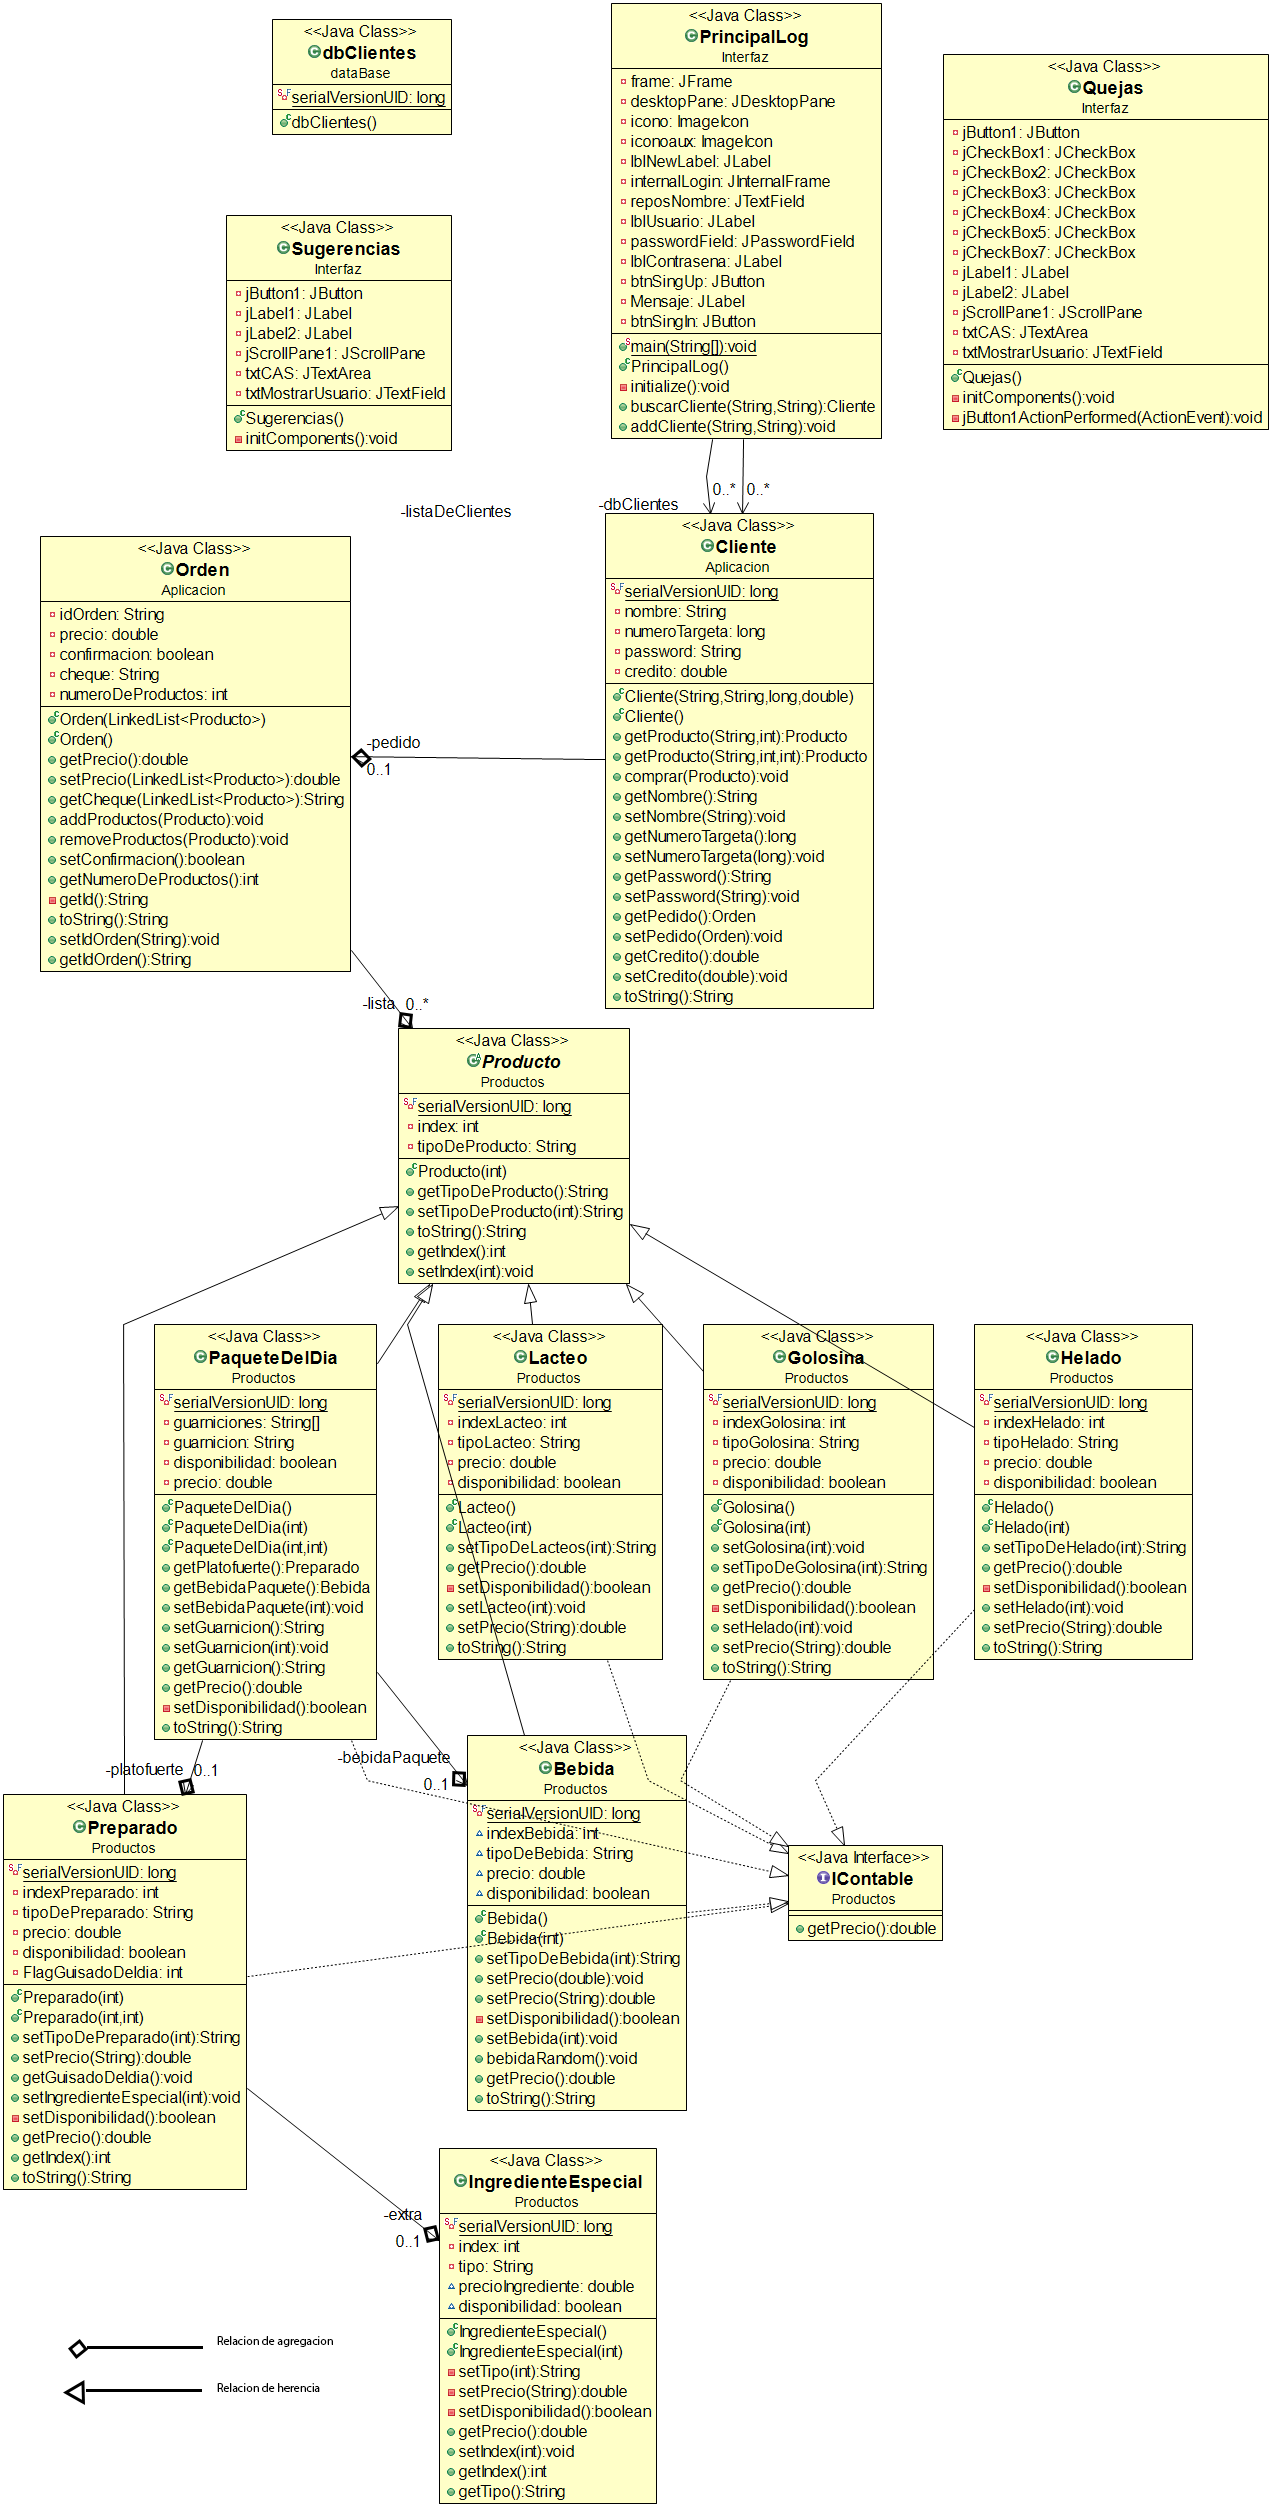 <<Java Class>>
dbClientes
dataBase
serialVersionUID: long
dbClientes()
<<Java Class>>
PrincipalLog
Interfaz
frame: JFrame
desktopPane: JDesktopPane
icono: ImageIcon
iconoaux: ImageIcon
lblNewLabel: JLabel
internalLogin: JInternalFrame
reposNombre: JTextField
lblUsuario: JLabel
passwordField: JPasswordField
lblContrasena: JLabel
btnSingUp: JButton
Mensaje: JLabel
btnSingIn: JButton
main(String[]):void
PrincipalLog()
initialize():void
buscarCliente(String,String):Cliente
addCliente(String,String):void
<<Java Class>>
Quejas
Interfaz
jButton1: JButton
jCheckBox1: JCheckBox
jCheckBox2: JCheckBox
jCheckBox3: JCheckBox
jCheckBox4: JCheckBox
jCheckBox5: JCheckBox
jCheckBox7: JCheckBox
jLabel1: JLabel
jLabel2: JLabel
jScrollPane1: JScrollPane
txtCAS: JTextArea
txtMostrarUsuario: JTextField
Quejas()
initComponents():void
jButton1ActionPerformed(ActionEvent):void
<<Java Class>>
Sugerencias
Interfaz
jButton1: JButton
jLabel1: JLabel
jLabel2: JLabel
jScrollPane1: JScrollPane
txtCAS: JTextArea
txtMostrarUsuario: JTextField
Sugerencias()
initComponents():void
0..*
0..*
-listaDeClientes
-dbClientes
<<Java Class>>
Orden
Aplicacion
idOrden: String
precio: double
confirmacion: boolean
cheque: String
numeroDeProductos: int
Orden(LinkedList<Producto>)
Orden()
getPrecio():double
setPrecio(LinkedList<Producto>):double
getCheque(LinkedList<Producto>):String
addProductos(Producto):void
removeProductos(Producto):void
setConfirmacion():boolean
getNumeroDeProductos():int
getId():String
toString():String
setIdOrden(String):void
getIdOrden():String
<<Java Class>>
Cliente
Aplicacion
serialVersionUID: long
nombre: String
numeroTargeta: long
password: String
credito: double
Cliente(String,String,long,double)
Cliente()
getProducto(String,int):Producto
getProducto(String,int,int):Producto
comprar(Producto):void
getNombre():String
setNombre(String):void
getNumeroTargeta():long
setNumeroTargeta(long):void
getPassword():String
setPassword(String):void
getPedido():Orden
setPedido(Orden):void
getCredito():double
setCredito(double):void
toString():String
-pedido
0..1
-lista 0..*
<<Java Class>>
Producto
Productos
serialVersionUID: long
index: int
tipoDeProducto: String
Producto(int)
getTipoDeProducto():String
setTipoDeProducto(int):String
toString():String
getIndex():int
setIndex(int):void
<<Java Class>>
PaqueteDelDia
Productos
serialVersionUID: long
guarniciones: String[]
guarnicion: String
disponibilidad: boolean
precio: double
PaqueteDelDia()
PaqueteDelDia(int)
PaqueteDelDia(int,int)
getPlatofuerte():Preparado
getBebidaPaquete():Bebida
setBebidaPaquete(int):void
setGuarnicion():String
setGuarnicion(int):void
getGuarnicion():String
getPrecio():double
setDisponibilidad():boolean
toString():String
<<Java Class>>
Lacteo
Productos
serialVersionUID: long
indexLacteo: int
tipoLacteo: String
precio: double
disponibilidad: boolean
Lacteo()
Lacteo(int)
setTipoDeLacteos(int):String
getPrecio():double
setDisponibilidad():boolean
setLacteo(int):void
setPrecio(String):double
toString():String
<<Java Class>>
Golosina
Productos
serialVersionUID: long
indexGolosina: int
tipoGolosina: String
precio: double
disponibilidad: boolean
Golosina()
Golosina(int)
setGolosina(int):void
setTipoDeGolosina(int):String
getPrecio():double
setDisponibilidad():boolean
setHelado(int):void
setPrecio(String):double
toString():String
<<Java Class>>
Helado
Productos
serialVersionUID: long
indexHelado: int
tipoHelado: String
precio: double
disponibilidad: boolean
Helado()
Helado(int)
setTipoDeHelado(int):String
getPrecio():double
setDisponibilidad():boolean
setHelado(int):void
setPrecio(String):double
toString():String
-platofuerte 0..1
-bebidaPaquete
0..1
<<Java Class>>
Preparado
Productos
serialVersionUID: long
indexPreparado: int
tipoDePreparado: String
precio: double
disponibilidad: boolean
FlagGuisadoDeldia: int
Preparado(int)
Preparado(int,int)
setTipoDePreparado(int):String
setPrecio(String):double
getGuisadoDeldia():void
setIngredienteEspecial(int):void
setDisponibilidad():boolean
getPrecio():double
getIndex():int
toString():String
<<Java Class>>
Bebida
Productos
serialVersionUID: long
indexBebida: int
tipoDeBebida: String
precio: double
disponibilidad: boolean
Bebida()
Bebida(int)
setTipoDeBebida(int):String
setPrecio(double):void
setPrecio(String):double
setDisponibilidad():boolean
setBebida(int):void
bebidaRandom():void
getPrecio():double
toString():String
<<Java Interface>>
IContable
Productos
getPrecio():double
-extra
0..1
<<Java Class>>
IngredienteEspecial
Productos
serialVersionUID: long
index: int
tipo: String
precioIngrediente: double
disponibilidad: boolean
IngredienteEspecial()
IngredienteEspecial(int)
setTipo(int):String
setPrecio(String):double
setDisponibilidad():boolean
getPrecio():double
setIndex(int):void
getIndex():int
getTipo():String
Relacion de agregacion
Relacion de herencia